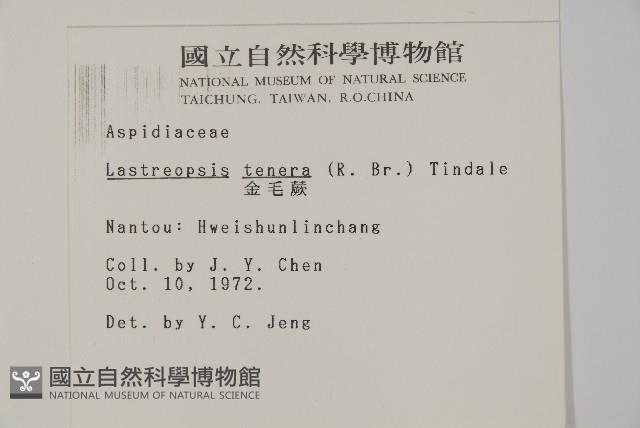 國立自然科學博物館
NATIONAL MUSEUM OF NATURAL SCIENCE
TAICHUNG, TAIWAN, R.O.CHINA
Aspidiaceae
Lastreopsis tenera (R. Br.) Tindale
金毛蕨
Nantou: Hweishunlinchang
Coll. by J. Y. Chen
Oct. 10, 1972.
Det. by Y. C. Jeng
國立自然科學博物館
NATIONAL MUSEUM OF NATURAL SCIENCE